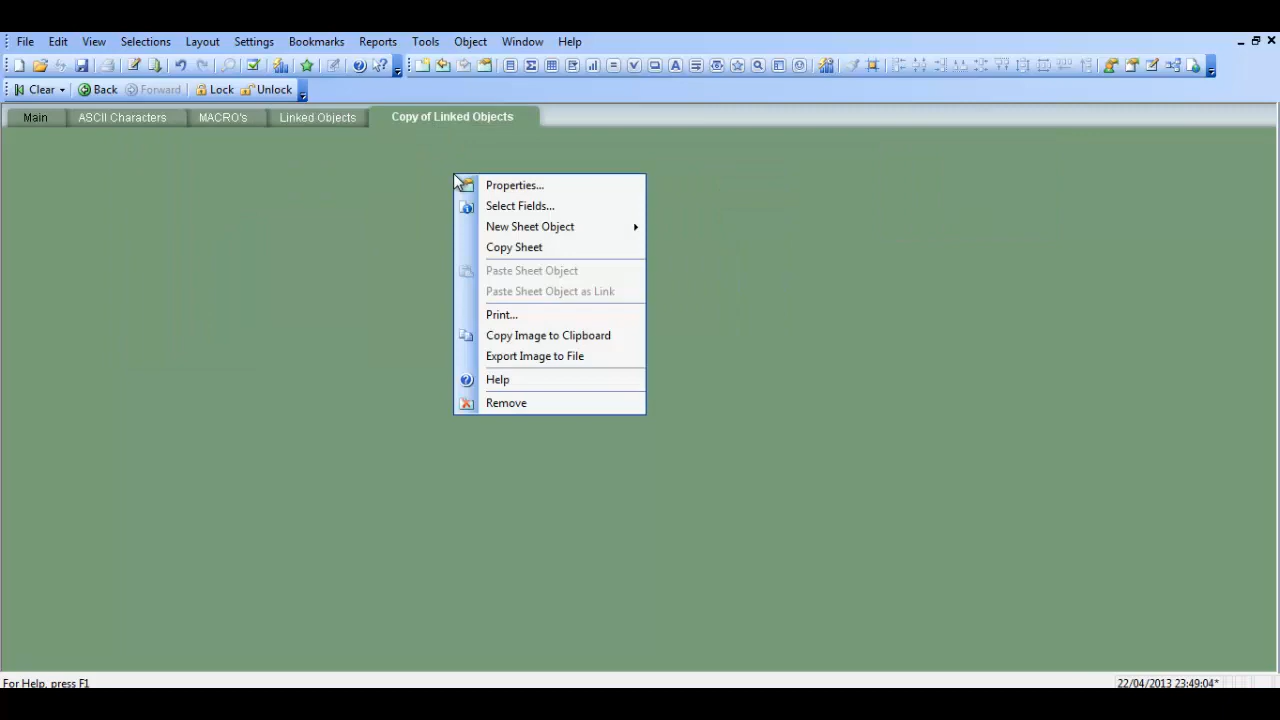 File Edit View Selections Layout Settings Bookmarks Reports Tools Object Window Help
Clear Back Forward Lock Unlock
Main ASCII Characters MACRO's Linked Objects Copy of Linked Objects
Properties...
Select Fields...
New Sheet Object
Copy Sheet
Paste Sheet Object
Paste Sheet Object as Link
Print...
Copy Image to Clipboard
Export Image to File
Help
Remove
For Help, press F1 22/04/2013 23:49:04*